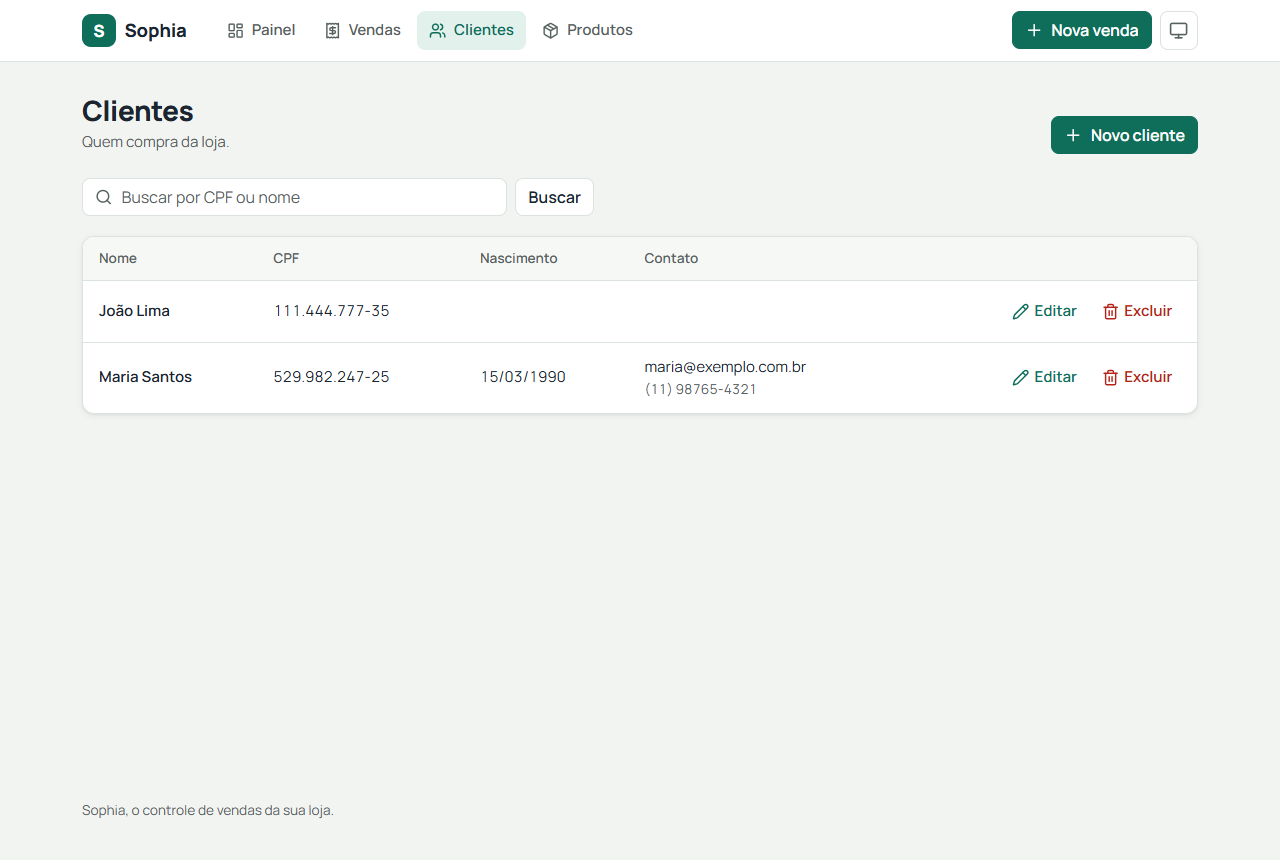 S Sophia Painel Vendas Clientes Produtos Nova venda
Clientes
Quem compra da loja.
Novo cliente
Buscar por CPF ou nome Buscar
Nome CPF Nascimento Contato
João Lima 111.444.777-35 Editar Excluir
Maria Santos 529.982.247-25 15/03/1990 maria@exemplo.com.br Editar Excluir
(11) 98765-4321
Sophia, o controle de vendas da sua loja.